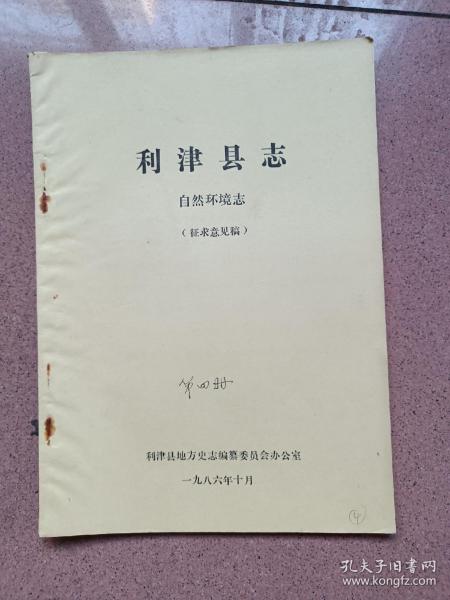 利津县志
自然环境志
（征求意见稿）
第四册
利津县地方史志编纂委员会办公室
一九八六年十月
④
孔夫子旧书网
www.kongfz.com